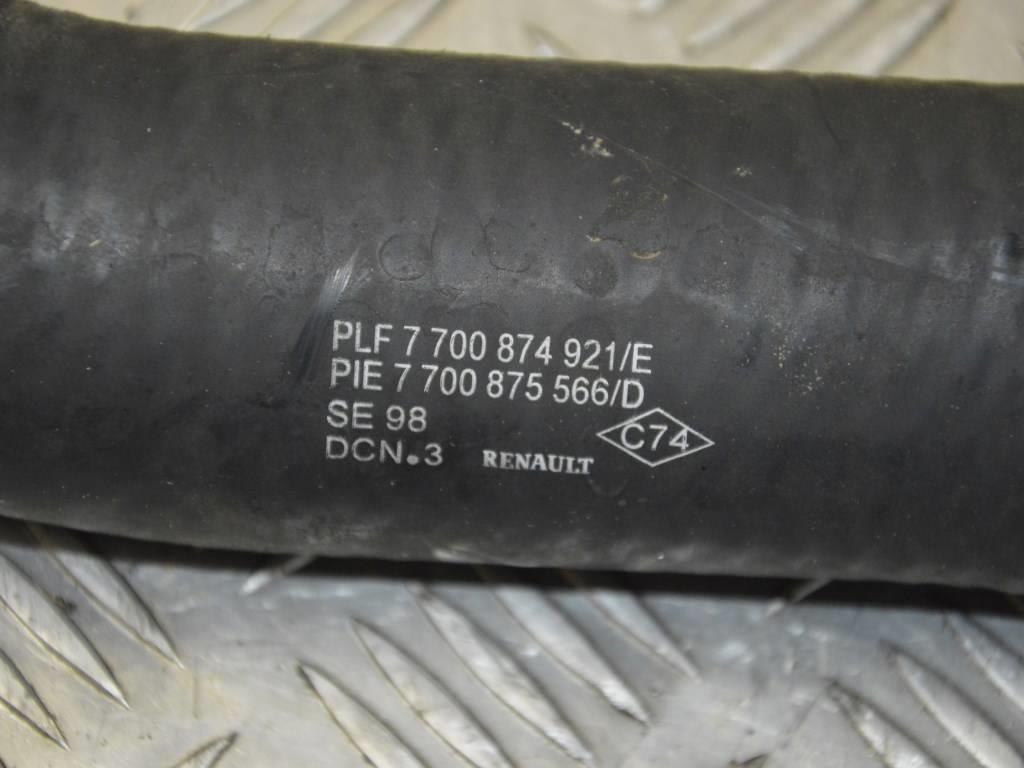 PLF 7 700 874 921/E
PIE 7 700 875 566/D
SE 98
DCN.3 RENAULT C74